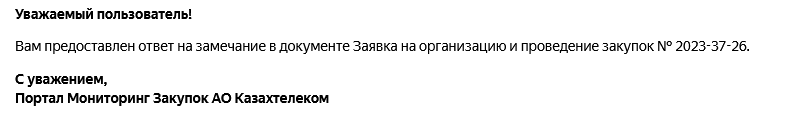 Уважаемый пользователь!
Вам предоставлен ответ на замечание в документе Заявка на организацию и проведение закупок № 2023-37-26.
С уважением,
Портал Мониторинг Закупок АО Казахтелеком